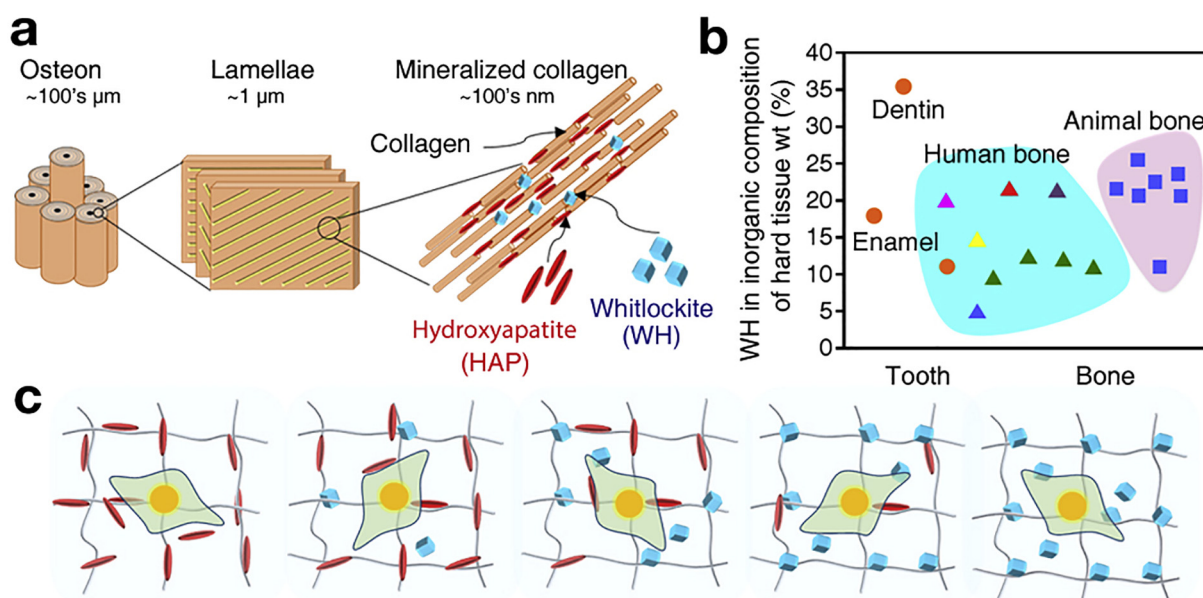 a
Osteon
~100's µm
Lamellae
~1 µm
Mineralized collagen
~100's nm
Collagen
Hydroxyapatite
(HAP)
Whitlockite
(WH)
b
WH in inorganic composition
of hard tissue wt (%)
40
35
30
25
20
15
10
5
0
Dentin
Enamel
Human bone
Animal bone
Tooth
Bone
c